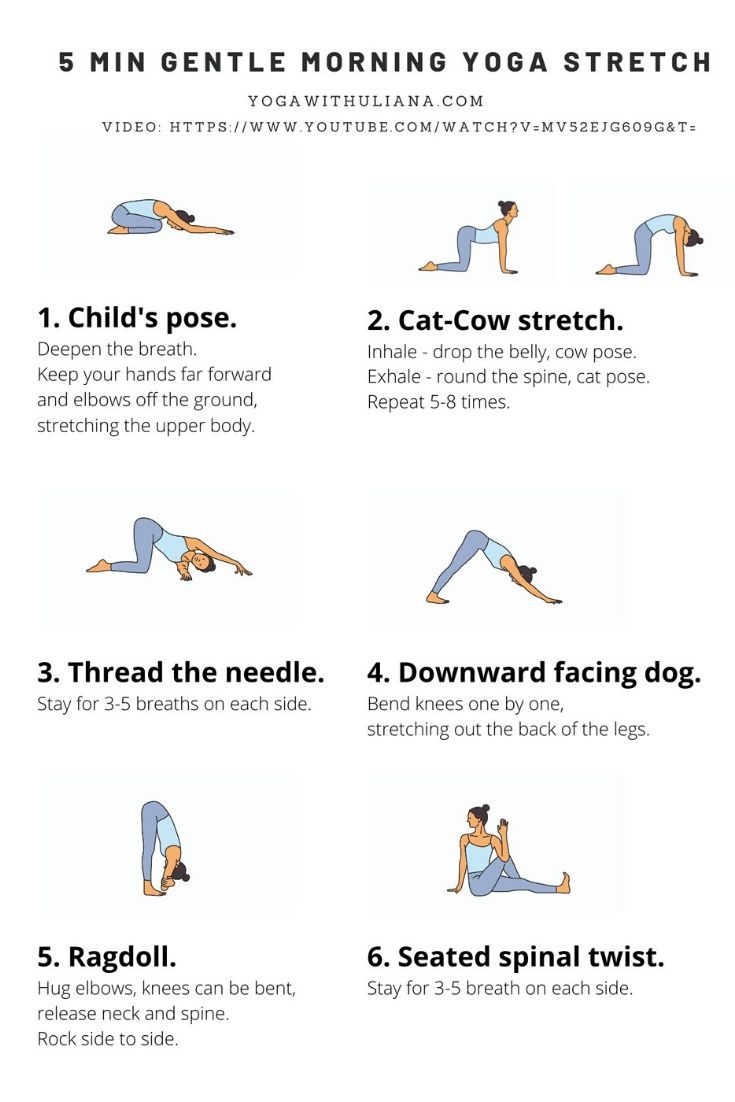 5 MIN GENTLE MORNING YOGA STRETCH
YOGAWITHULIANA.COM
VIDEO: HTTPS://WWW.YOUTUBE.COM/WATCH?V=MV52EJG609G&T=
1. Child's pose.
Deepen the breath.
Keep your hands far forward
and elbows off the ground,
stretching the upper body.
2. Cat-Cow stretch.
Inhale - drop the belly, cow pose.
Exhale - round the spine, cat pose.
Repeat 5-8 times.
3. Thread the needle.
Stay for 3-5 breaths on each side.
4. Downward facing dog.
Bend knees one by one,
stretching out the back of the legs.
5. Ragdoll.
Hug elbows, knees can be bent,
release neck and spine.
Rock side to side.
6. Seated spinal twist.
Stay for 3-5 breath on each side.